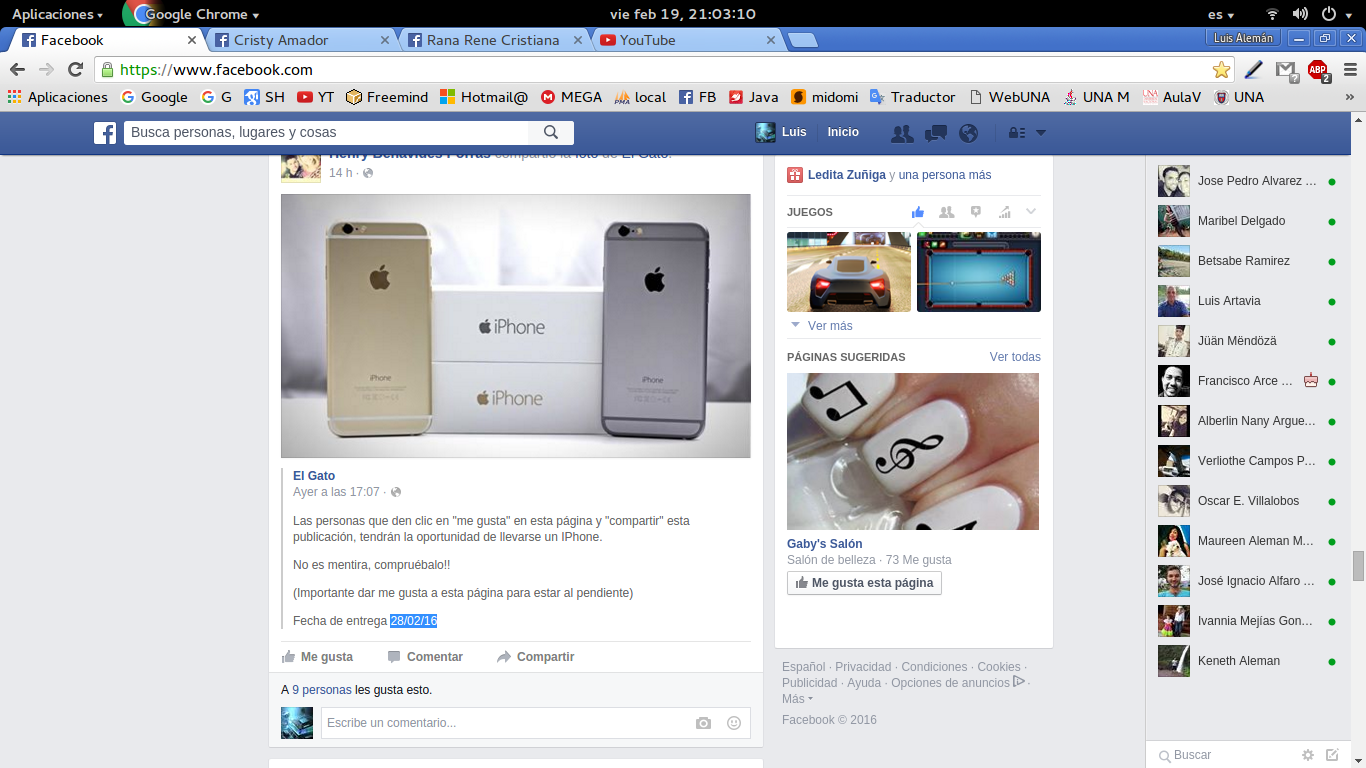 Aplicaciones
Google Chrome
vie feb 19, 21:03:10
es
Facebook
Cristy Amador
Rana Rene Cristiana
YouTube
Luis Alemán
https://www.facebook.com
ABP
2
Aplicaciones
Google
G
SH
YT
Freemind
Hotmail@
MEGA
PMA local
FB
Java
midomi
Traductor
WebUNA
UNA M
AulaV
UNA
»
Busca personas, lugares y cosas
Luis
Inicio
Henry Benavides Porras compartió la foto de El Gato.
14 h ·
iPhone
iPhone
iPhone
iPhone
El Gato
Ayer a las 17:07 ·
Las personas que den clic en "me gusta" en esta página y "compartir" esta
publicación, tendrán la oportunidad de llevarse un IPhone.
No es mentira, compruébalo!!
(Importante dar me gusta a esta página para estar al pendiente)
Fecha de entrega 28/02/16
Me gusta
Comentar
Compartir
A 9 personas les gusta esto.
Escribe un comentario...
Ledita Zuñiga y una persona más
JUEGOS
Ver más
PÁGINAS SUGERIDAS
Ver todas
Gaby's Salón
Salón de belleza · 73 Me gusta
Me gusta esta página
Español · Privacidad · Condiciones · Cookies ·
Publicidad · Ayuda · Opciones de anuncios ·
Más
Facebook © 2016
Jose Pedro Alvarez ...
Maribel Delgado
Betsabe Ramirez
Luis Artavia
Jüän Mëndözä
Francisco Arce ...
Alberlin Nany Argue...
Verliothe Campos P...
Oscar E. Villalobos
Maureen Aleman M...
José Ignacio Alfaro ...
Ivannia Mejías Gon...
Keneth Aleman
Buscar